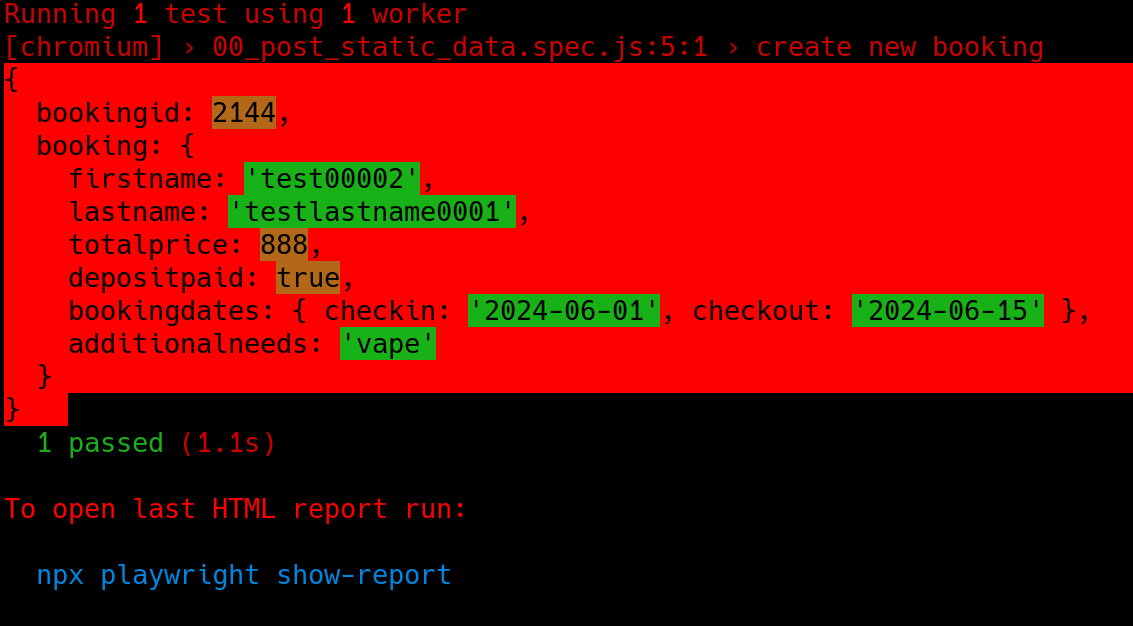 Running 1 test using 1 worker
[chromium] › 00_post_static_data.spec.js:5:1 › create new booking
{
  bookingid: 2144,
  booking: {
    firstname: 'test00002',
    lastname: 'testlastname0001',
    totalprice: 888,
    depositpaid: true,
    bookingdates: { checkin: '2024-06-01', checkout: '2024-06-15' },
    additionalneeds: 'vape'
  }
}
  1 passed (1.1s)
To open last HTML report run:
  npx playwright show-report